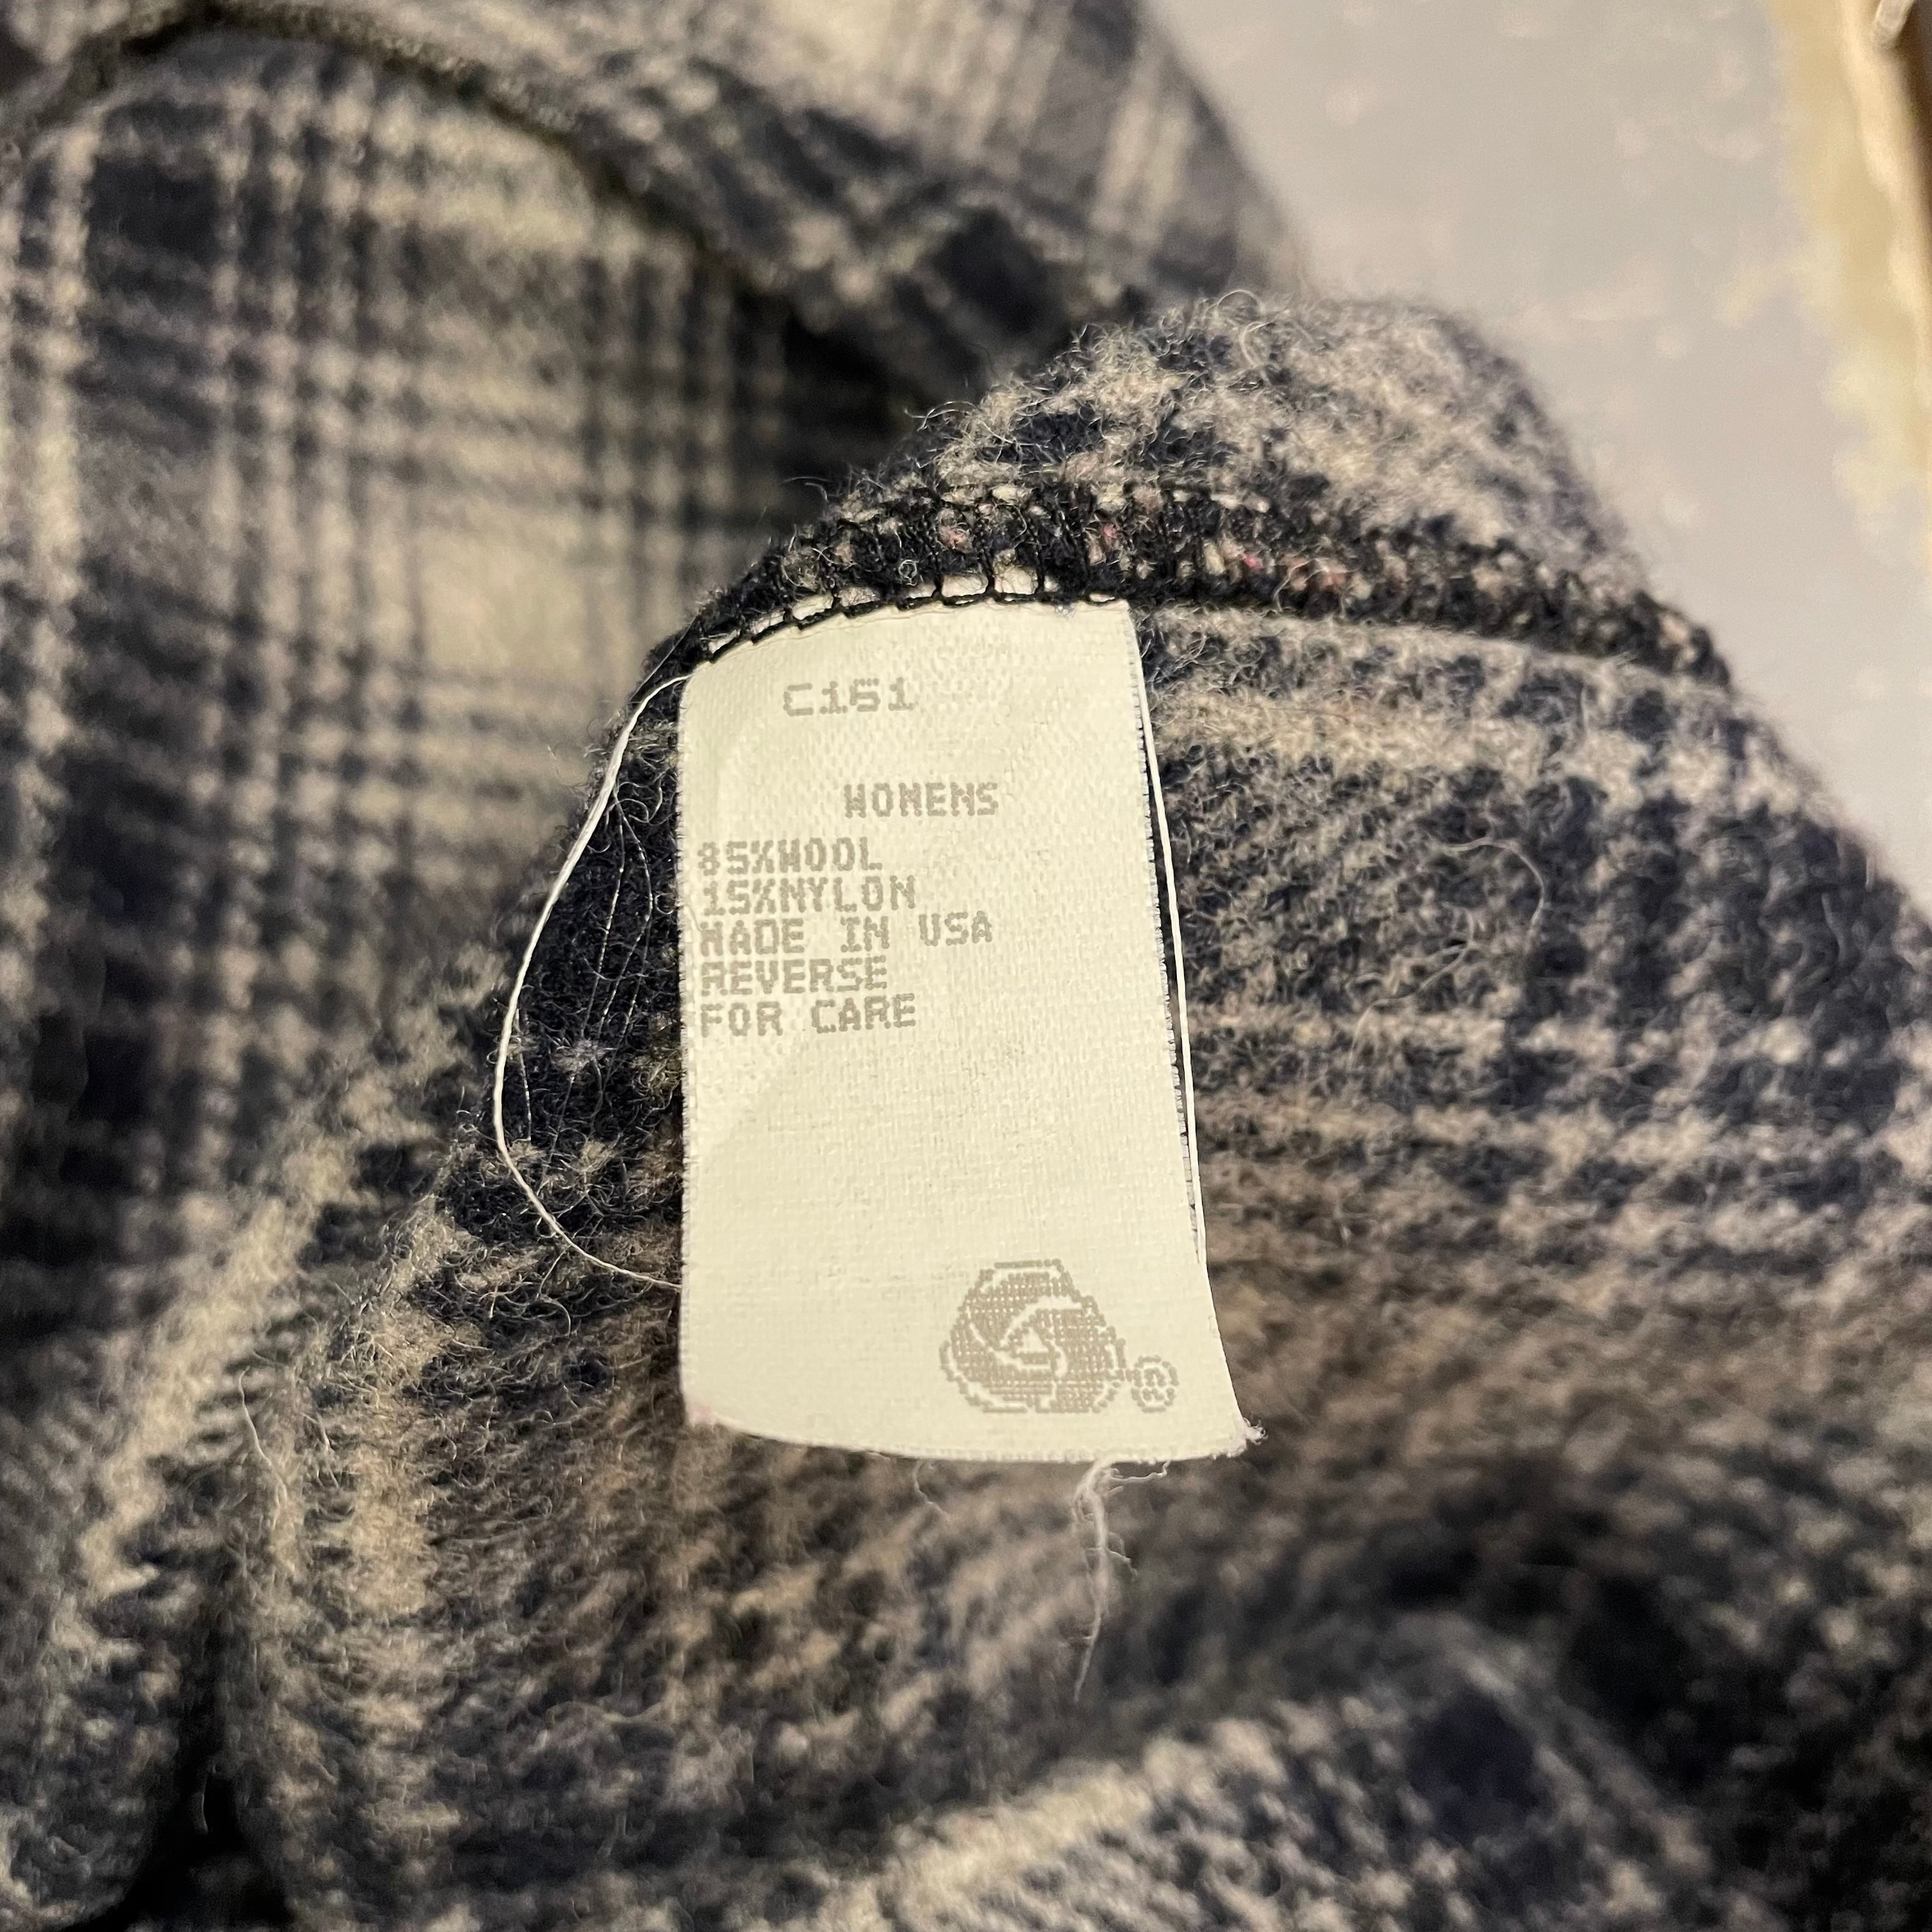 C161
WOMENS
85%WOOL
15%NYLON
MADE IN USA
REVERSE
FOR CARE